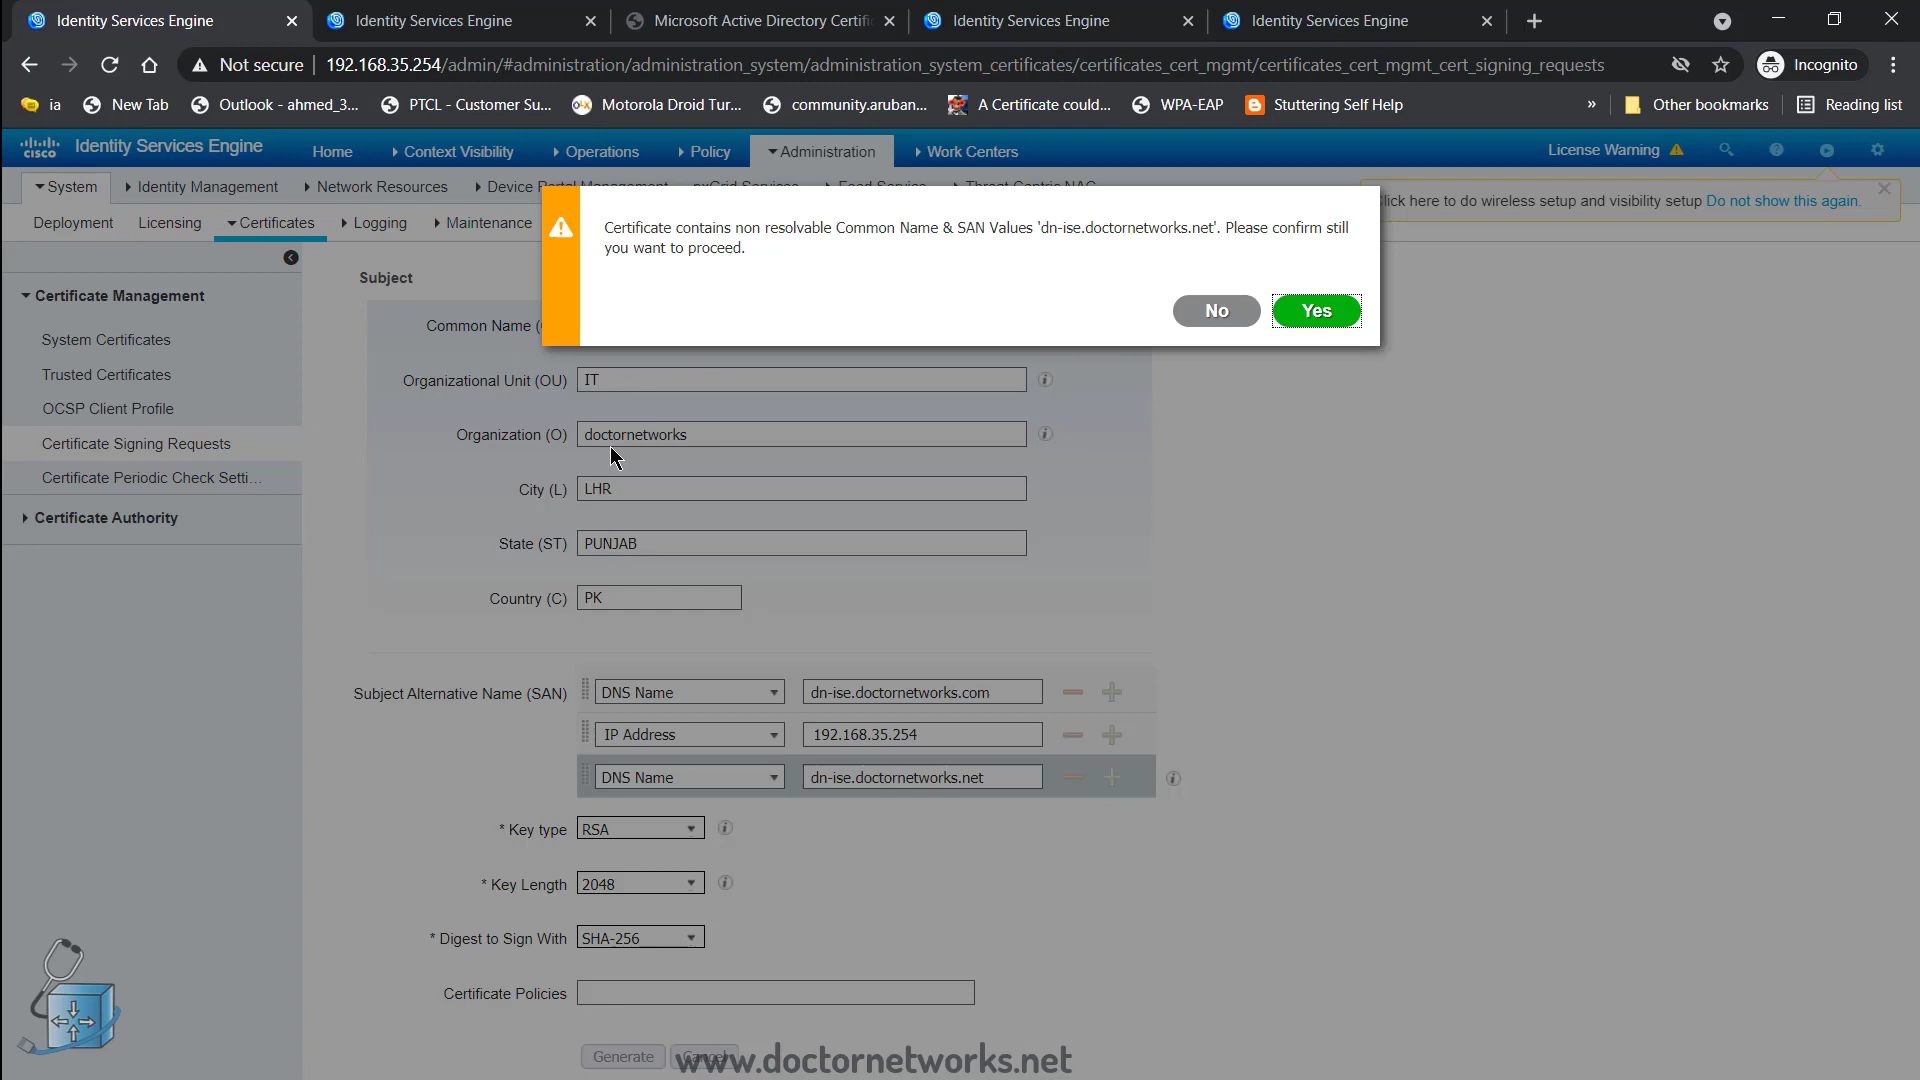 Identity Services Engine
Identity Services Engine
Microsoft Active Directory Certifi
Identity Services Engine
Identity Services Engine
Not secure
192.168.35.254/admin/#administration/administration_system/administration_system_certificates/certificates_cert_mgmt/certificates_cert_mgmt_cert_signing_requests
Incognito
ia
New Tab
Outlook - ahmed_3...
PTCL - Customer Su...
Motorola Droid Tur...
community.aruban...
A Certificate could...
WPA-EAP
Stuttering Self Help
»
Other bookmarks
Reading list
cisco
Identity Services Engine
Home
Context Visibility
Operations
Policy
Administration
Work Centers
License Warning
System
Identity Management
Network Resources
Device Portal Management
pxGrid Services
Feed Service
Threat Centric NAC
Click here to do wireless setup and visibility setup Do not show this again.
Deployment
Licensing
Certificates
Logging
Maintenance
Certificate contains non resolvable Common Name & SAN Values 'dn-ise.doctornetworks.net'. Please confirm still
you want to proceed.
No
Yes
Certificate Management
System Certificates
Trusted Certificates
OCSP Client Profile
Certificate Signing Requests
Certificate Periodic Check Setti...
Certificate Authority
Subject
Common Name (
Organizational Unit (OU)
IT
Organization (O)
doctornetworks
City (L)
LHR
State (ST)
PUNJAB
Country (C)
PK
Subject Alternative Name (SAN)
DNS Name
dn-ise.doctornetworks.com
IP Address
192.168.35.254
DNS Name
dn-ise.doctornetworks.net
* Key type
RSA
* Key Length
2048
* Digest to Sign With
SHA-256
Certificate Policies
Generate
Cancel
www.doctornetworks.net